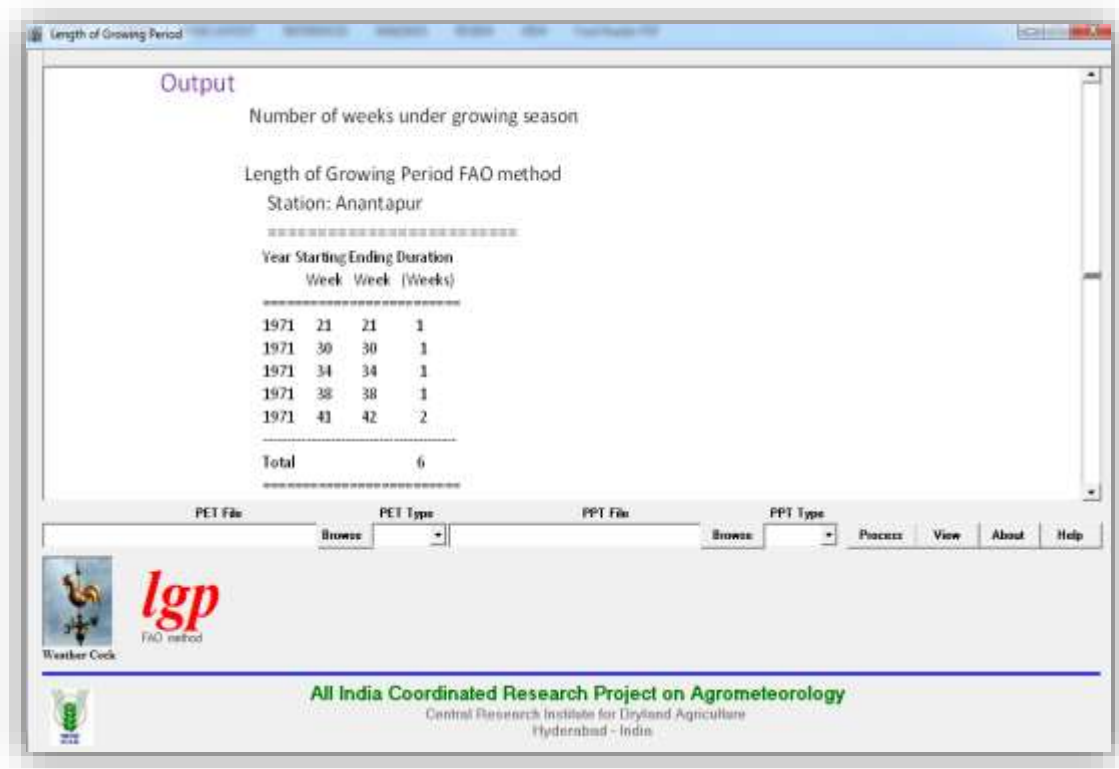 Length of Growing Period
Output
Number of weeks under growing season
Length of Growing Period FAO method
Station: Anantapur
==========================
Year Starting Ending Duration
Week Week (Weeks)
==========================
1971 21 21 1
1971 30 30 1
1971 34 34 1
1971 38 38 1
1971 41 42 2
--------------------------------------------
Total 6
==========================
PET File PET Type PPT File PPT Type
Browse Browse Process View About Help
lgp
FAO method
Weather Cock
All India Coordinated Research Project on Agrometeorology
Central Research Institute for Dryland Agriculture
Hyderabad - India